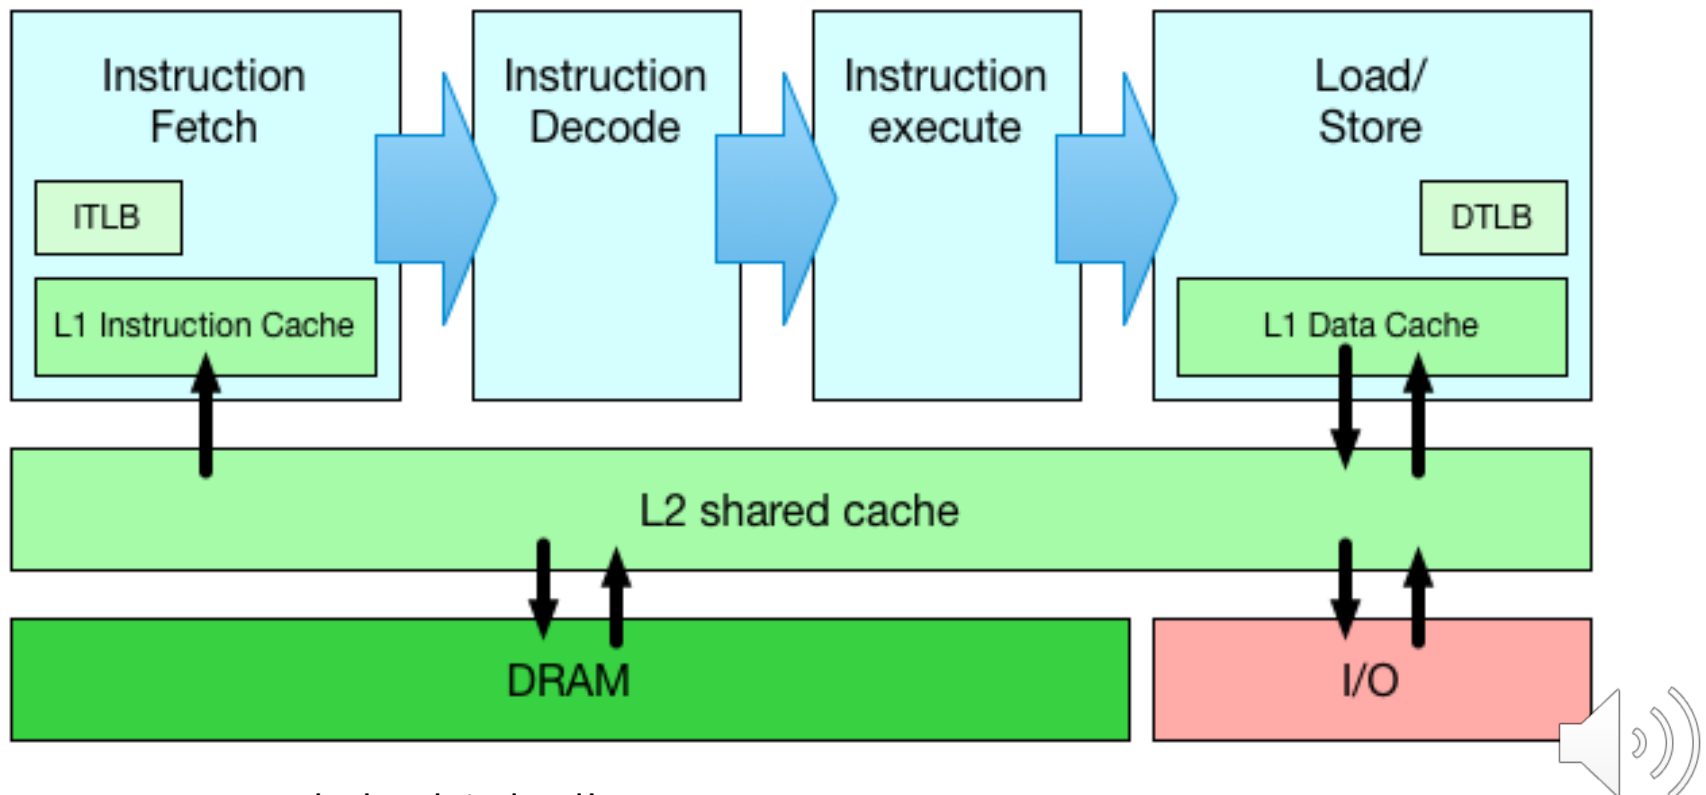 Instruction
Fetch
Instruction
Decode
Instruction
execute
Load/
Store
ITLB
DTLB
L1 Instruction Cache
L1 Data Cache
L2 shared cache
DRAM
I/O